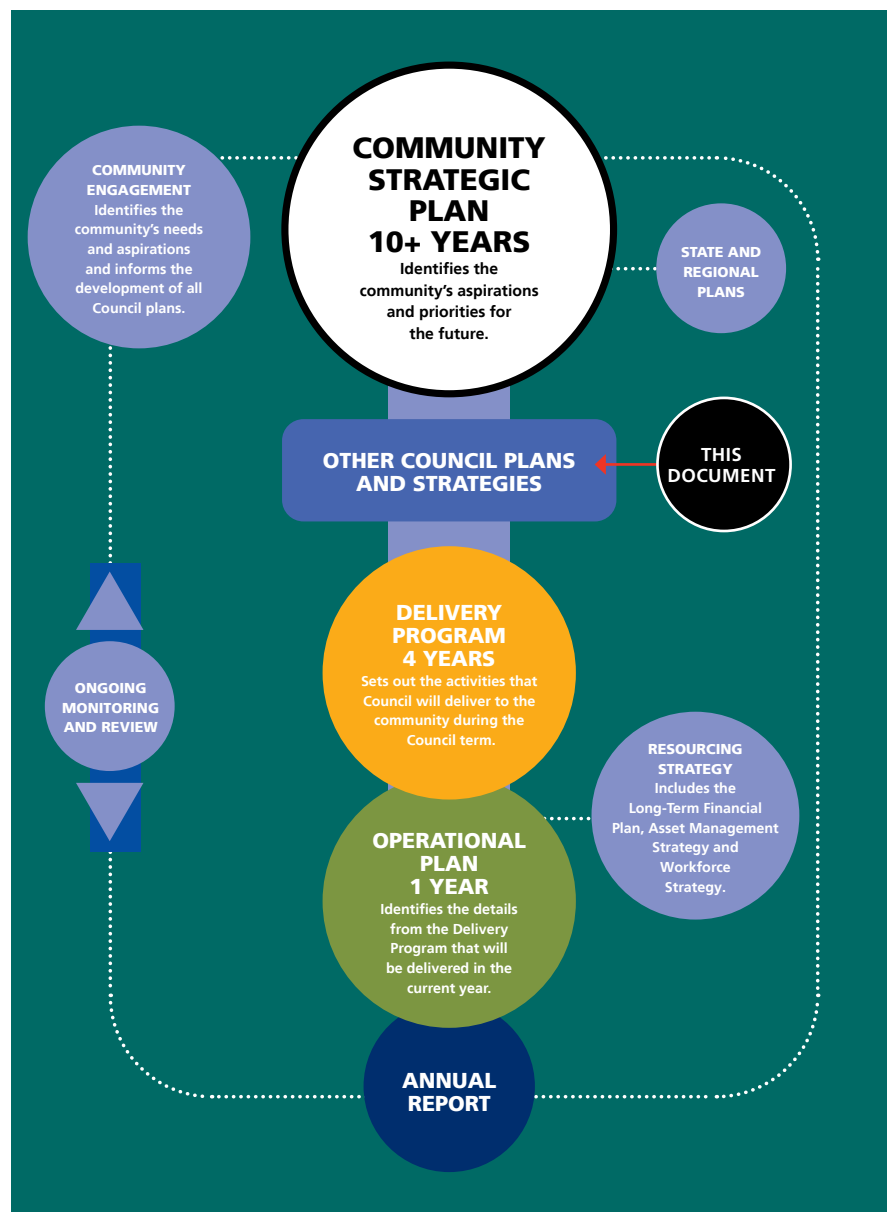 COMMUNITY
STRATEGIC
PLAN
10+ YEARS
Identifies the
community’s aspirations
and priorities for
the future.
COMMUNITY
ENGAGEMENT
Identifies the
community’s needs
and aspirations
and informs the
development of all
Council plans.
STATE AND
REGIONAL
PLANS
OTHER COUNCIL PLANS
AND STRATEGIES
THIS
DOCUMENT
DELIVERY
PROGRAM
4 YEARS
Sets out the activities that
Council will deliver to the
community during the
Council term.
ONGOING
MONITORING
AND REVIEW
RESOURCING
STRATEGY
Includes the
Long-Term Financial
Plan, Asset Management
Strategy and
Workforce
Strategy.
OPERATIONAL
PLAN
1 YEAR
Identifies the details
from the Delivery
Program that will
be delivered in the
current year.
ANNUAL
REPORT